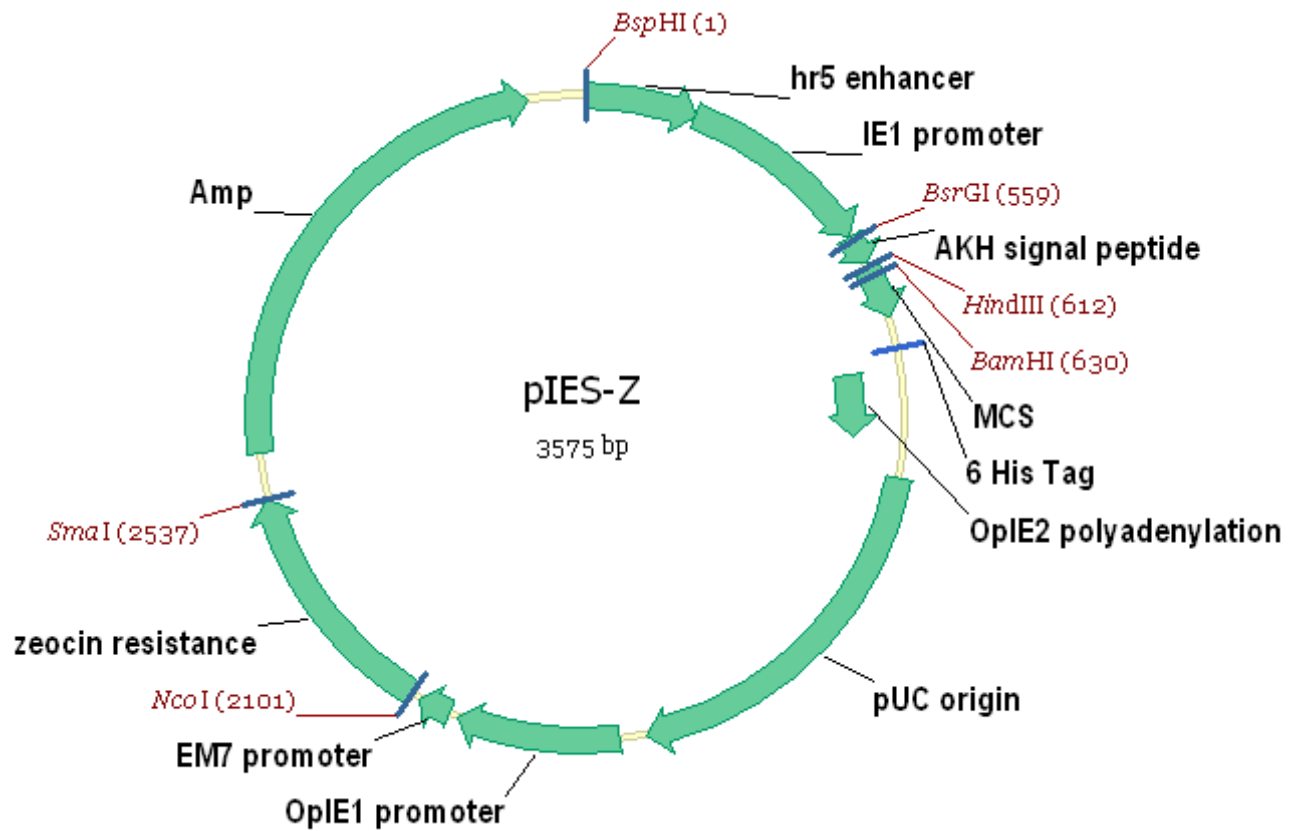 BspHI (1)
hr5 enhancer
IE1 promoter
BsrGI (559)
AKH signal peptide
HindIII (612)
BamHI (630)
MCS
6 His Tag
OpIE2 polyadenylation
pUC origin
OpIE1 promoter
EM7 promoter
NcoI (2101)
zeocin resistance
SmaI (2537)
Amp
pIES-Z
3575 bp